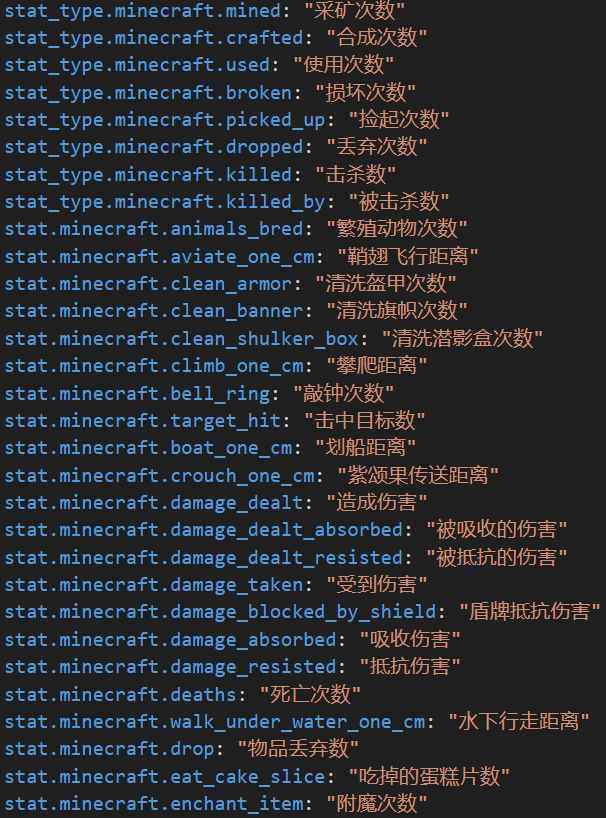 stat_type.minecraft.mined: "采矿次数"
stat_type.minecraft.crafted: "合成次数"
stat_type.minecraft.used: "使用次数"
stat_type.minecraft.broken: "损坏次数"
stat_type.minecraft.picked_up: "捡起次数"
stat_type.minecraft.dropped: "丢弃次数"
stat_type.minecraft.killed: "击杀数"
stat_type.minecraft.killed_by: "被击杀数"
stat.minecraft.animals_bred: "繁殖动物次数"
stat.minecraft.aviate_one_cm: "鞘翅飞行距离"
stat.minecraft.clean_armor: "清洗盔甲次数"
stat.minecraft.clean_banner: "清洗旗帜次数"
stat.minecraft.clean_shulker_box: "清洗潜影盒次数"
stat.minecraft.climb_one_cm: "攀爬距离"
stat.minecraft.bell_ring: "敲钟次数"
stat.minecraft.target_hit: "击中目标数"
stat.minecraft.boat_one_cm: "划船距离"
stat.minecraft.crouch_one_cm: "紫颂果传送距离"
stat.minecraft.damage_dealt: "造成伤害"
stat.minecraft.damage_dealt_absorbed: "被吸收的伤害"
stat.minecraft.damage_dealt_resisted: "被抵抗的伤害"
stat.minecraft.damage_taken: "受到伤害"
stat.minecraft.damage_blocked_by_shield: "盾牌抵抗伤害"
stat.minecraft.damage_absorbed: "吸收伤害"
stat.minecraft.damage_resisted: "抵抗伤害"
stat.minecraft.deaths: "死亡次数"
stat.minecraft.walk_under_water_one_cm: "水下行走距离"
stat.minecraft.drop: "物品丢弃数"
stat.minecraft.eat_cake_slice: "吃掉的蛋糕片数"
stat.minecraft.enchant_item: "附魔次数"